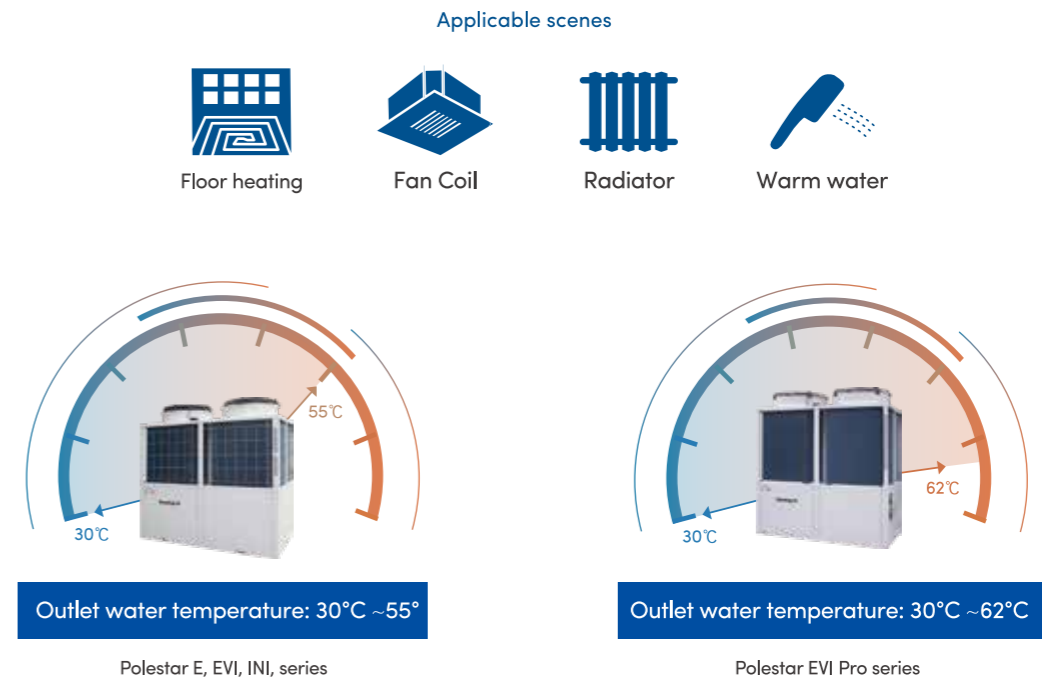 Applicable scenes
Floor heating
Fan Coil
Radiator
Warm water
55℃
30℃
62℃
30℃
Outlet water temperature: 30°C ~55°
Outlet water temperature: 30°C ~62°C
Polestar E, EVI, INI, series
Polestar EVI Pro series